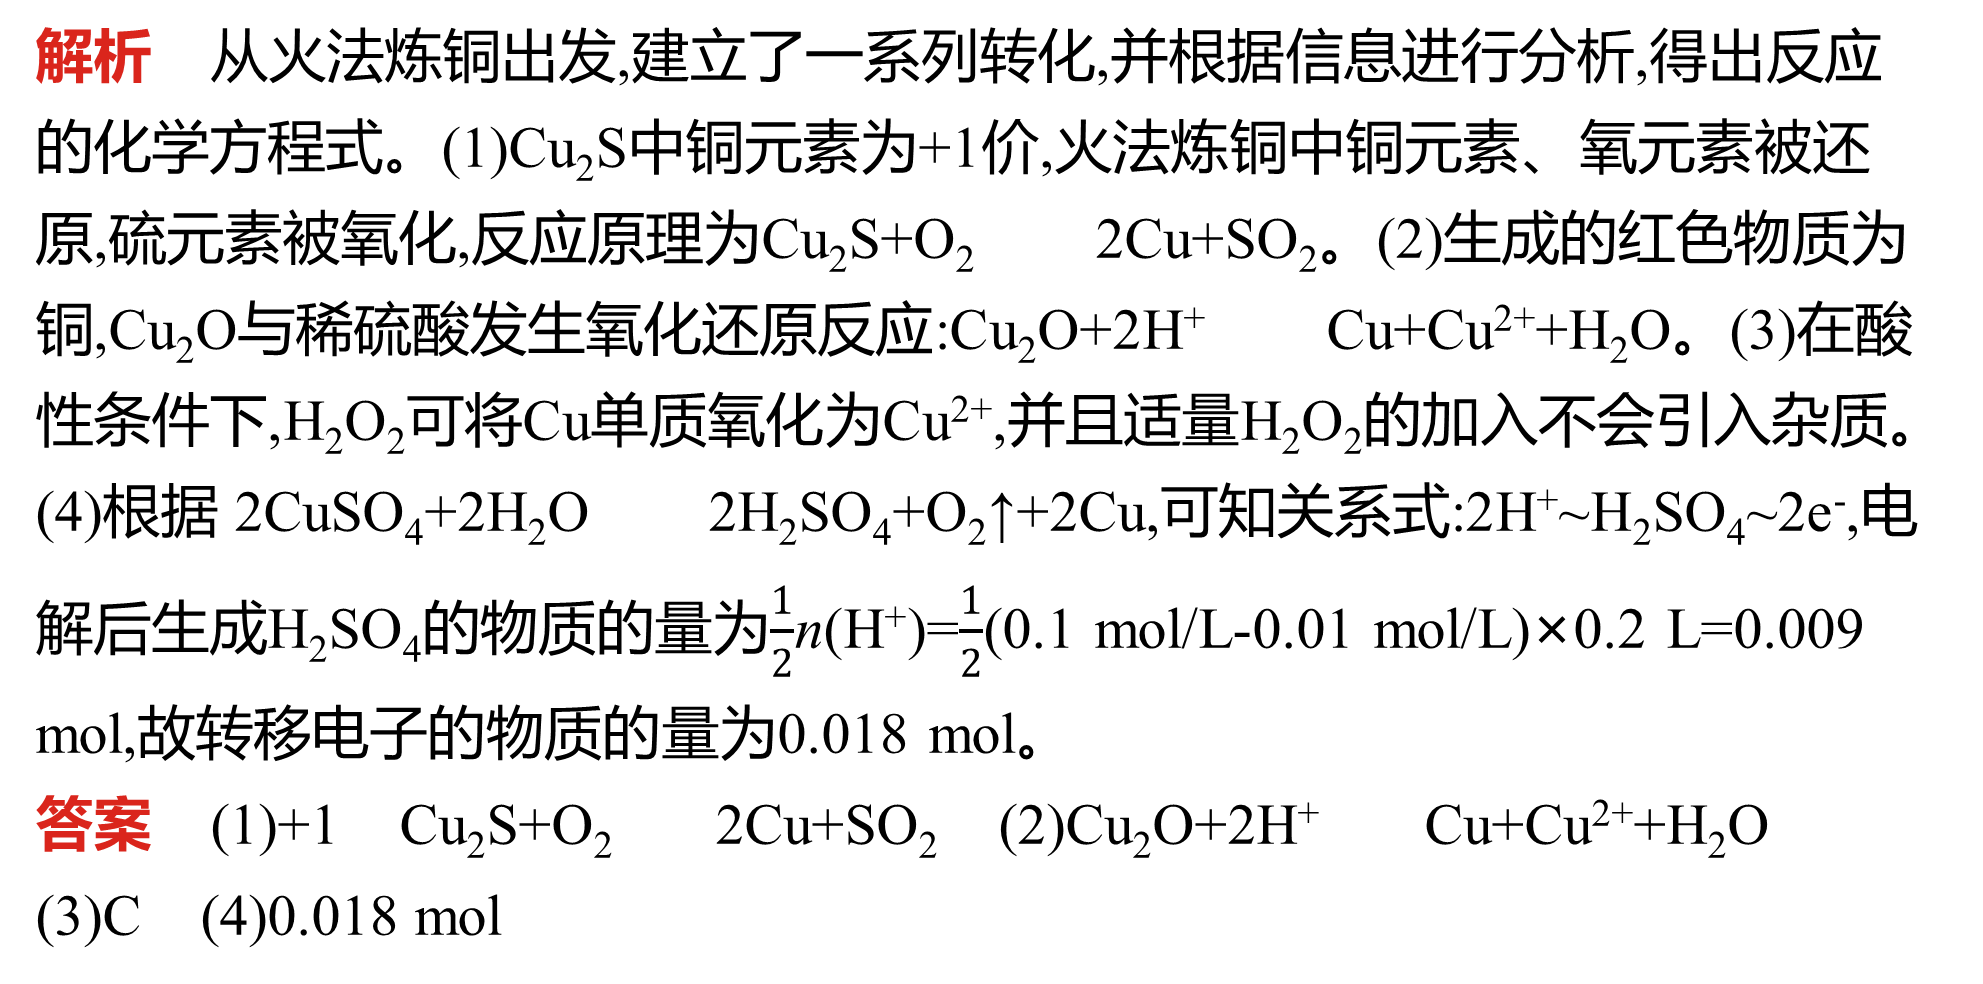 解析 从火法炼铜出发,建立了一系列转化,并根据信息进行分析,得出反应
的化学方程式。(1)Cu₂S中铜元素为+1价,火法炼铜中铜元素、氧元素被还
原,硫元素被氧化,反应原理为Cu₂S+O₂  2Cu+SO₂。(2)生成的红色物质为
铜,Cu₂O与稀硫酸发生氧化还原反应:Cu₂O+2H⁺  Cu+Cu²⁺+H₂O。(3)在酸
性条件下,H₂O₂可将Cu单质氧化为Cu²⁺,并且适量H₂O₂的加入不会引入杂质。
(4)根据 2CuSO₄+2H₂O  2H₂SO₄+O₂↑+2Cu,可知关系式:2H⁺~H₂SO₄~2e⁻,电
解后生成H₂SO₄的物质的量为1/2n(H⁺)=1/2(0.1 mol/L-0.01 mol/L)×0.2 L=0.009
mol,故转移电子的物质的量为0.018 mol。
答案 (1)+1 Cu₂S+O₂  2Cu+SO₂ (2)Cu₂O+2H⁺  Cu+Cu²⁺+H₂O
(3)C (4)0.018 mol